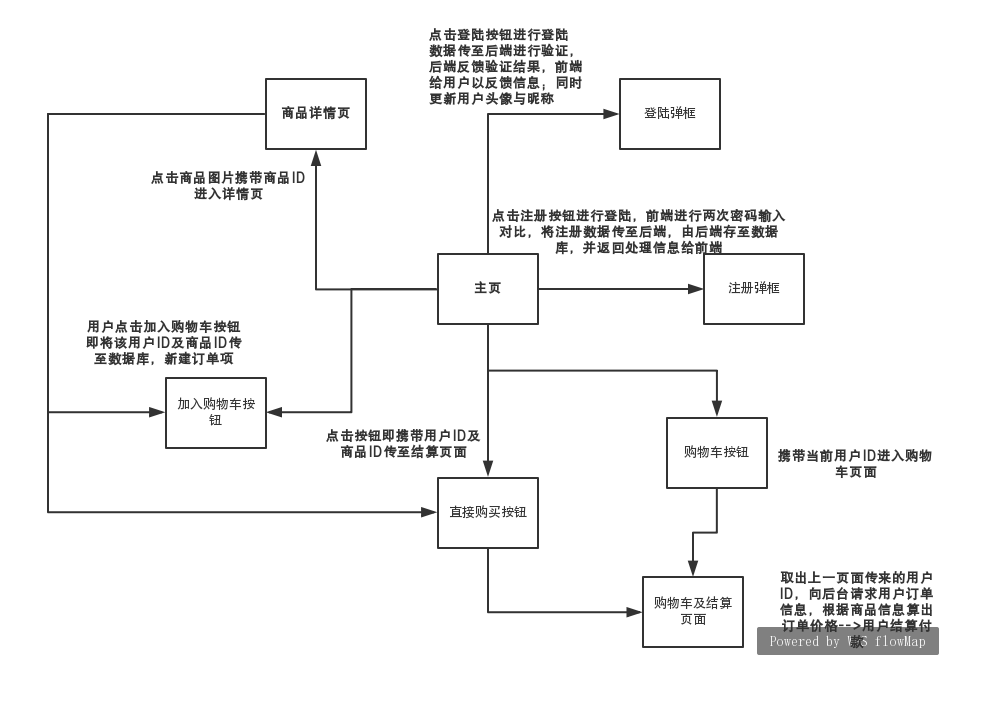 点击登陆按钮进行登陆
数据传至后端进行验证，
后端反馈验证结果，前端
给用户以反馈信息；同时
更新用户头像与昵称
商品详情页
登陆弹框
点击商品图片携带商品ID
进入详情页
点击注册按钮进行登陆，前端进行两次密码输入
对比，将注册数据传至后端，由后端存至数据
库，并返回处理信息给前端
主页
注册弹框
用户点击加入购物车按钮
即将该用户ID及商品ID传
至数据库，新建订单项
加入购物车按
钮
点击按钮即携带用户ID及
商品ID传至结算页面
购物车按钮
携带当前用户ID进入购物
车页面
直接购买按钮
购物车及结算
页面
取出上一页面传来的用户
ID，向后台请求用户订单
信息，根据商品信息算出
订单价格-->用户结算付
款
Powered by WPS flowMap